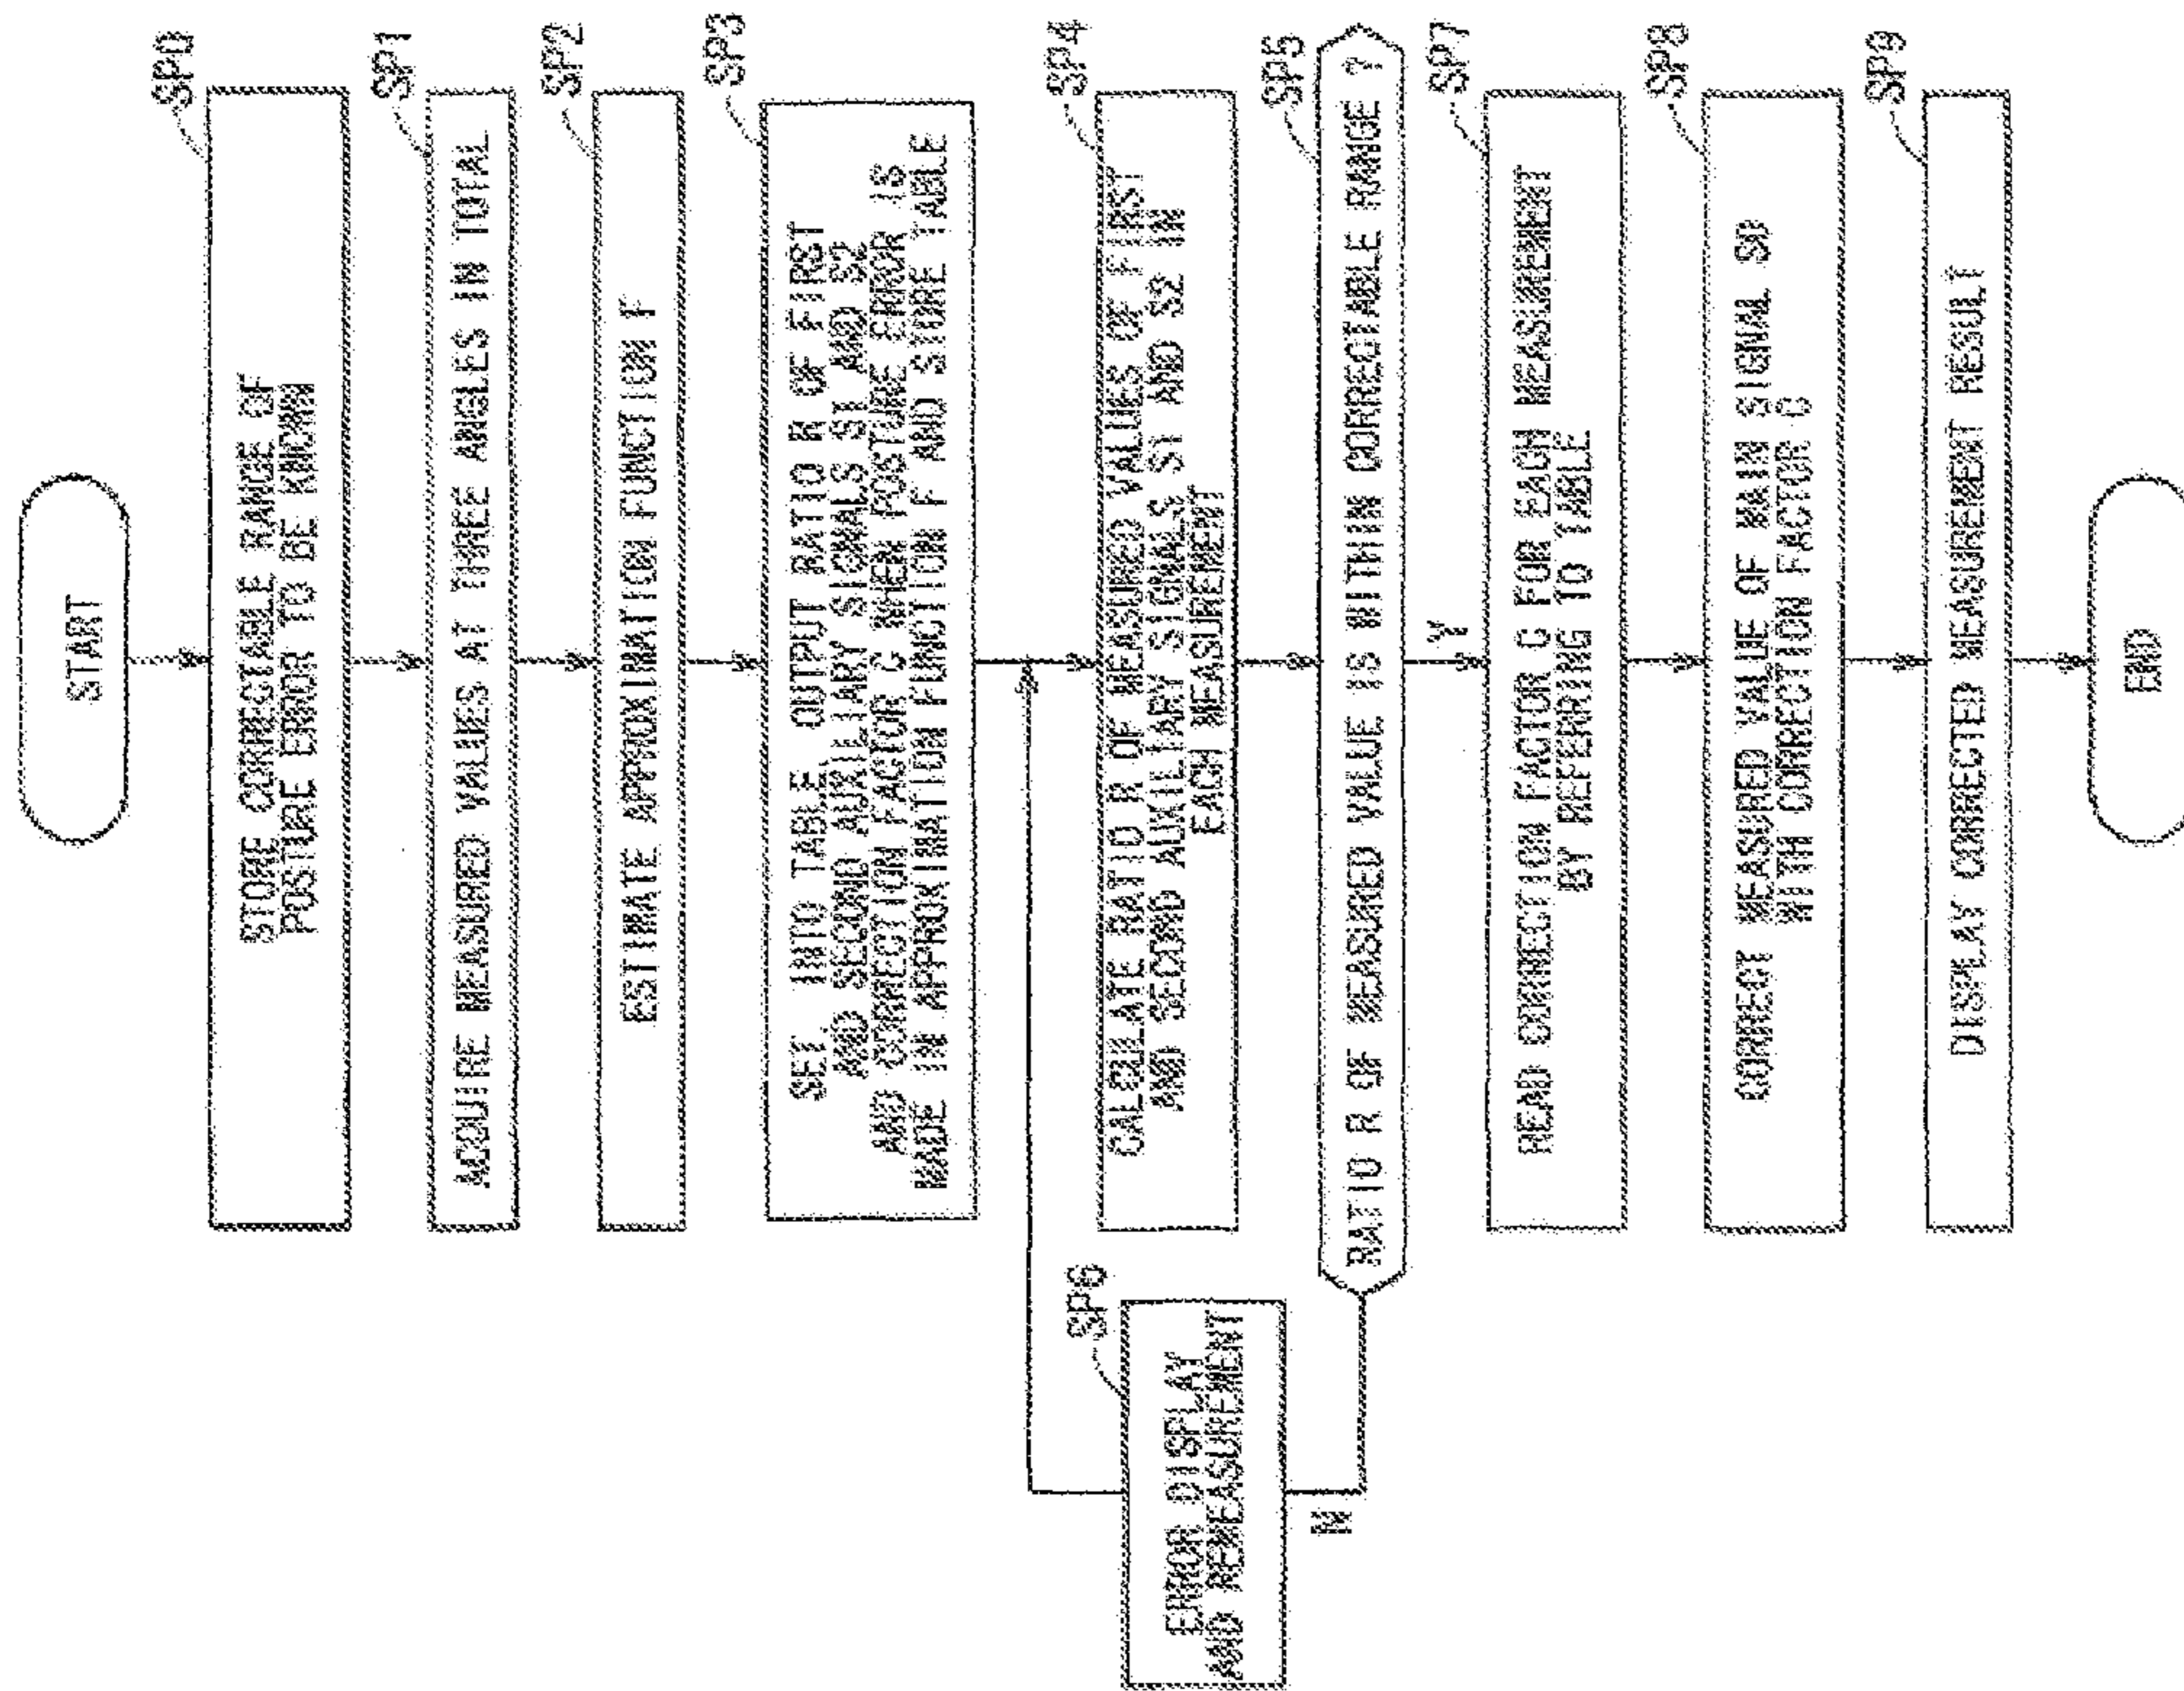 START
SP0
STORE CORRECTABLE RANGE OF
POSTURE ERROR TO BE KNOWN
SP1
ACQUIRE MEASURED VALUES AT THREE ANGLES IN TOTAL
SP2
ESTIMATE APPROXIMATION FUNCTION F
SP3
SET, INTO TABLE, OUTPUT RATIO R OF FIRST
AND SECOND AUXILIARY SIGNALS S1 AND S2
AND CORRECTION FACTOR C WHEN POSTURE ERROR IS
MADE IN APPROXIMATION FUNCTION F AND STORE TABLE
SP4
CALCULATE RATIO R OF MEASURED VALUES OF FIRST
AND SECOND AUXILIARY SIGNALS S1 AND S2 IN
EACH MEASUREMENT
SP5
RATIO R OF MEASURED VALUE IS WITHIN CORRECTABLE RANGE ?
N
SP6
ERROR DISPLAY
AND REMEASUREMENT
Y
SP7
READ CORRECTION FACTOR C FOR EACH MEASUREMENT
BY REFERRING TO TABLE
SP8
CORRECT MEASURED VALUE OF MAIN SIGNAL S0
WITH CORRECTION FACTOR C
SP9
DISPLAY CORRECTED MEASUREMENT RESULT
END